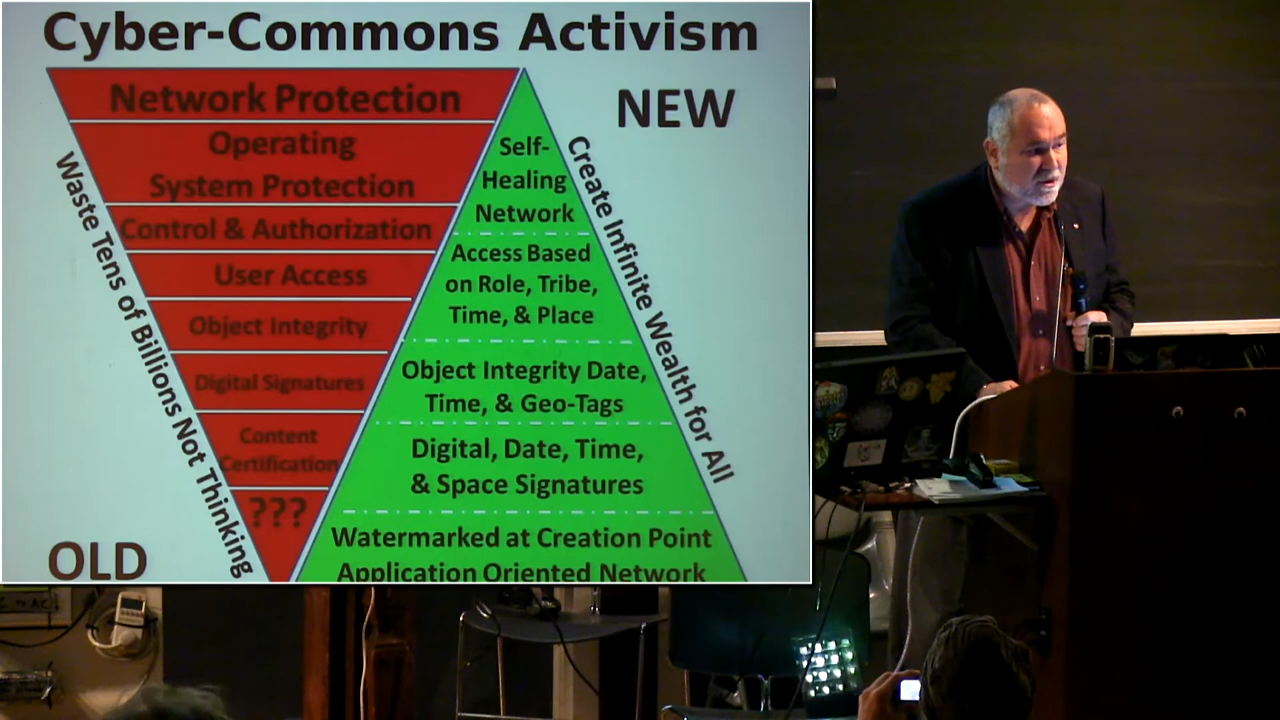 Cyber-Commons Activism
Network Protection
Operating
System Protection
Control & Authorization
User Access
Object Integrity
Digital Signatures
Content
Certification
???
Waste Tens of Billions Not Thinking
OLD
NEW
Self-
Healing
Network
Access Based
on Role, Tribe,
Time, & Place
Object Integrity Date,
Time, & Geo-Tags
Digital, Date, Time,
& Space Signatures
Watermarked at Creation Point
Application Oriented Network
Create Infinite Wealth for All